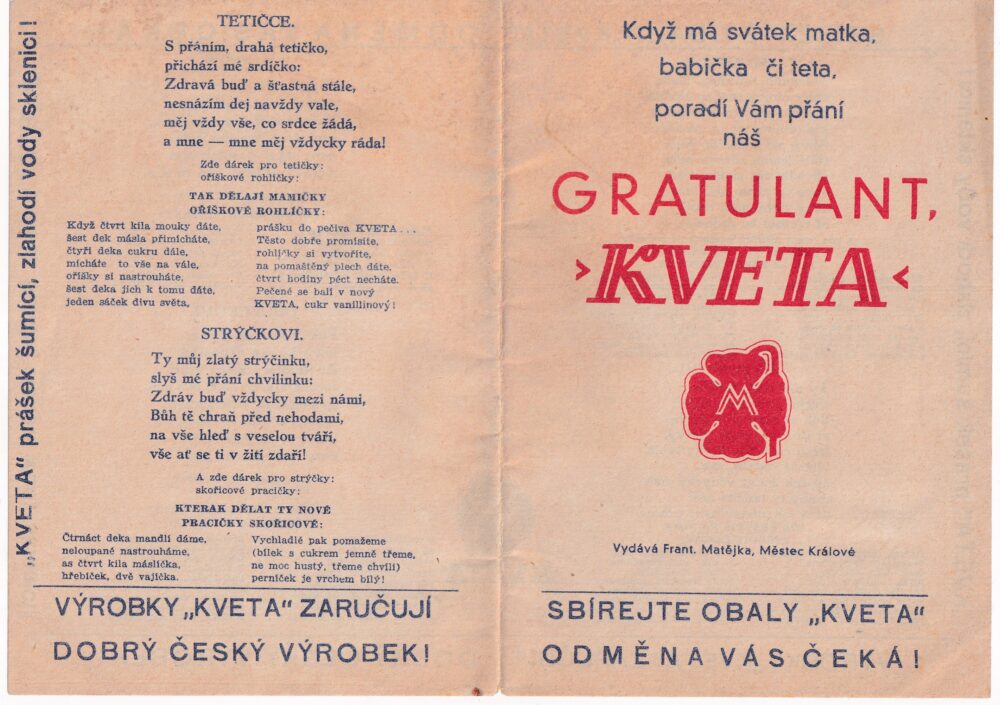 „KVETA“ prášek šumící, zlahodí vody sklenici!
TETIČCE.
S přáním, drahá tetičko,
přichází mé srdíčko:
Zdravá buď a šťastná stále,
nesnázím dej navždy vale,
měj vždy vše, co srdce žádá,
a mne — mne měj vždycky ráda!
Zde dárek pro tetičky:
oříškové rohlíčky:
TAK DĚLAJÍ MAMIČKY
OŘÍŠKOVÉ ROHLÍČKY:
Když čtvrt kila mouky dáte,
šest dek másla přimícháte,
čtyři deka cukru dále,
mícháte to vše na vále,
oříšky si nastrouháte,
šest deka jich k tomu dáte,
jeden sáček divu světa,
prášku do pečiva KVETA...
Těsto dobře promísíte,
rohlíčky si vytvoříte,
na pomaštěný plech dáte,
čtvrt hodiny péct necháte.
Pečené se balí v nový
KVETA, cukr vanillinový!
STRÝČKOVI.
Ty můj zlatý strýčinku,
slyš mé přání chvilinku:
Zdráv buď vždycky mezi námi,
Bůh tě chraň před nehodami,
na vše hleď s veselou tváří,
vše ať se ti v žití zdaří!
A zde dárek pro strýčky:
skořicové pracičky:
KTERAK DĚLAT TY NOVÉ
PRACIČKY SKOŘICOVÉ:
Čtrnáct deka mandlí dáme,
neloupané nastrouháme,
as čtvrt kila máslíčka,
hřebíček, dvě vajíčka.
Vychladlé pak pomažeme
(bílek s cukrem jemně třeme,
ne moc hustý, třeme chvíli)
perníček je vrchem bílý!
VÝROBKY „KVETA“ ZARUČUJÍ
DOBRÝ ČESKÝ VÝROBEK!
Když má svátek matka,
babička či teta,
poradí Vám přání
náš
GRATULANT,
›KVETA‹
M
Vydává Frant. Matějka, Městec Králové
SBÍREJTE OBALY „KVETA“
ODMĚNA VÁS ČEKÁ!